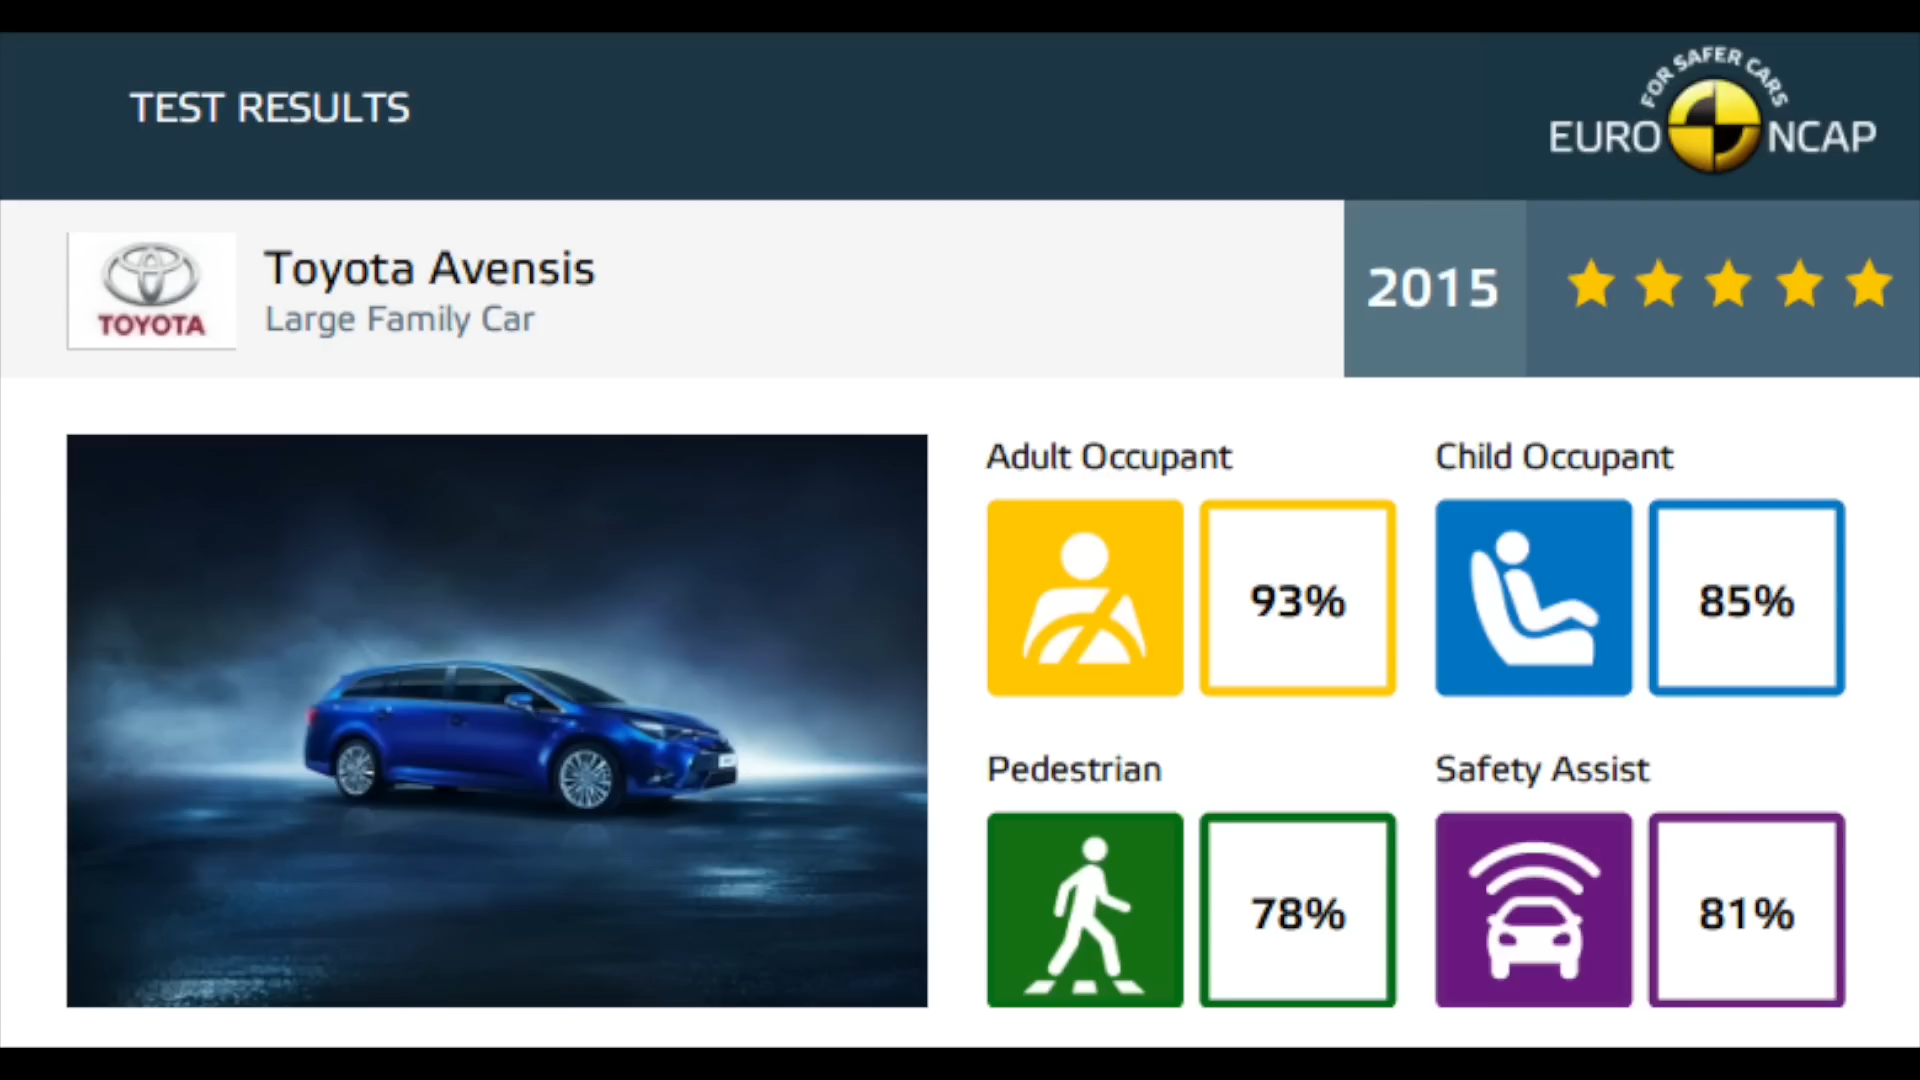 TEST RESULTS
FOR SAFER CARS
EURO NCAP
TOYOTA
Toyota Avensis
Large Family Car
2015
Adult Occupant
93%
Child Occupant
85%
Pedestrian
78%
Safety Assist
81%